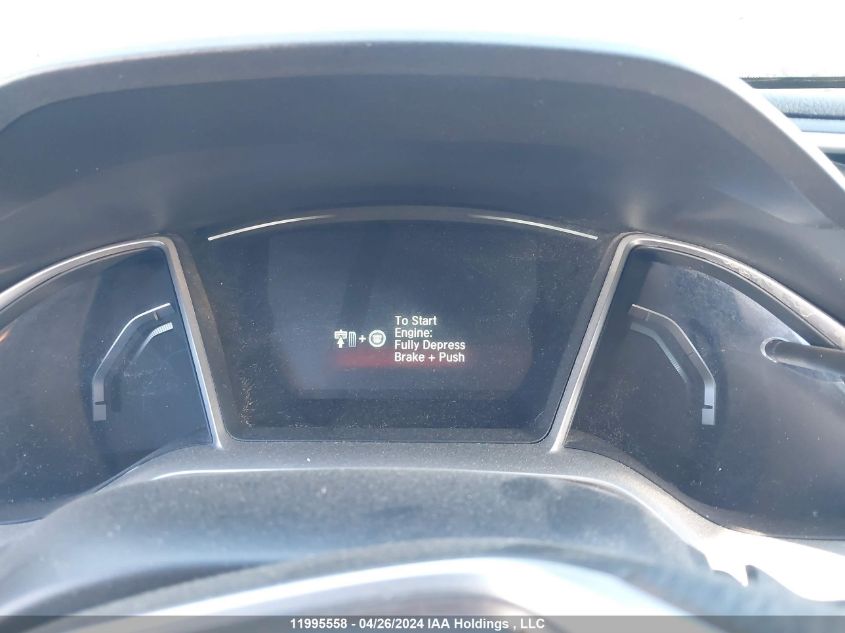 To Start
Engine:
Fully Depress
Brake + Push
11995558 - 04/26/2024 IAA Holdings , LLC